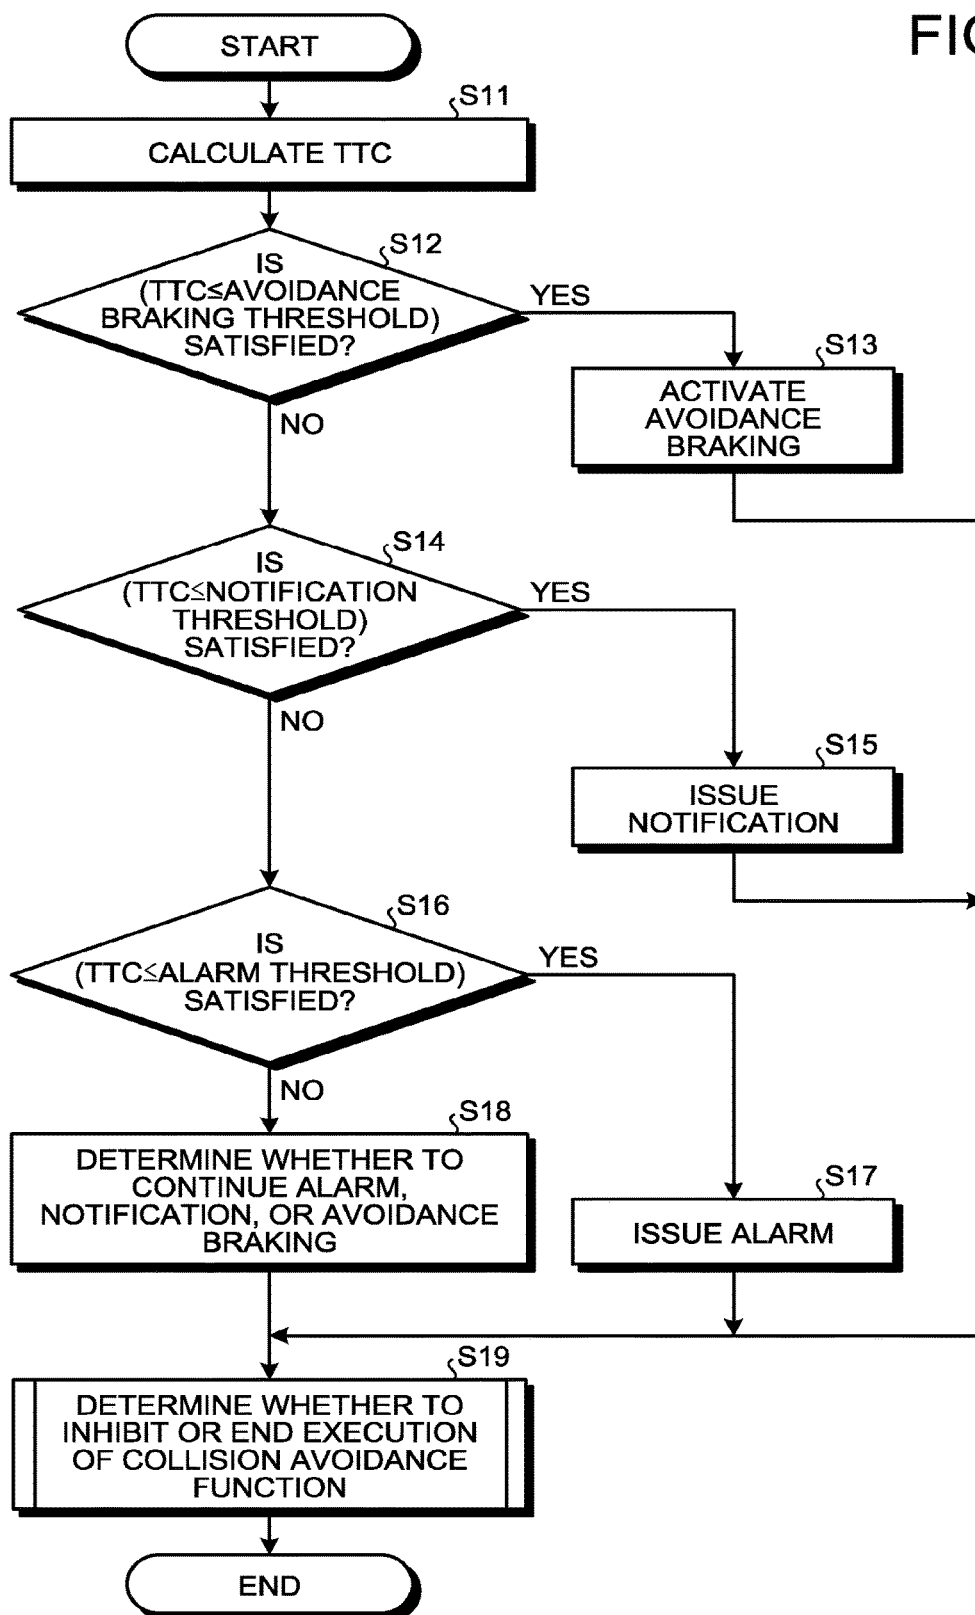 FIG
START
S11
CALCULATE TTC
S12
IS
(TTC≤AVOIDANCE
BRAKING THRESHOLD)
SATISFIED?
YES
NO
S13
ACTIVATE
AVOIDANCE
BRAKING
S14
IS
(TTC≤NOTIFICATION
THRESHOLD)
SATISFIED?
YES
NO
S15
ISSUE
NOTIFICATION
S16
IS
(TTC≤ALARM THRESHOLD)
SATISFIED?
YES
NO
S18
DETERMINE WHETHER TO
CONTINUE ALARM,
NOTIFICATION, OR AVOIDANCE
BRAKING
S17
ISSUE ALARM
S19
DETERMINE WHETHER TO
INHIBIT OR END EXECUTION
OF COLLISION AVOIDANCE
FUNCTION
END